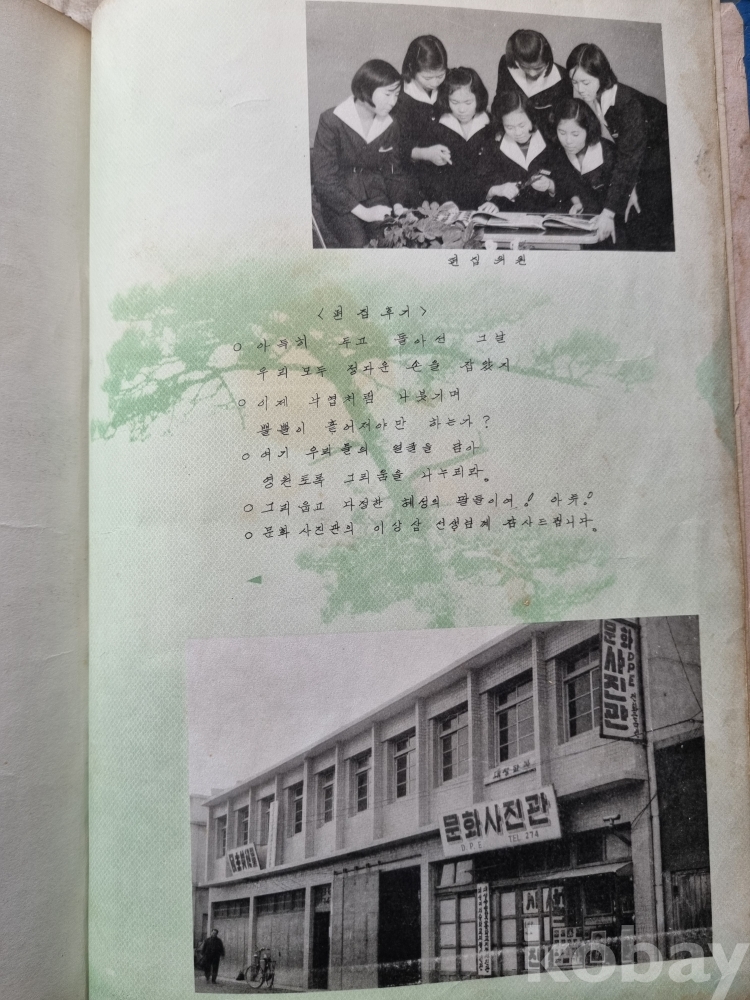 편집위원
<편집후기>
○ 아득히 두고 돌아선 그날
우리 모두 정다운 손을 잡았지
○ 이제 낙엽처럼 나붓기며
뿔뿔이 흩어져야만 하는가?
○ 여기 우리들의 얼굴을 담아
영원토록 그리움을 나누리라.
○ 그리웁고 다정한 혜성의 딸들이여! 아듀!
○ 문화 사진관의 이상삼 선생님께 감사드립니다.
문화
사진관
DPE
문화사진관
D.P.E TEL 274
kobay